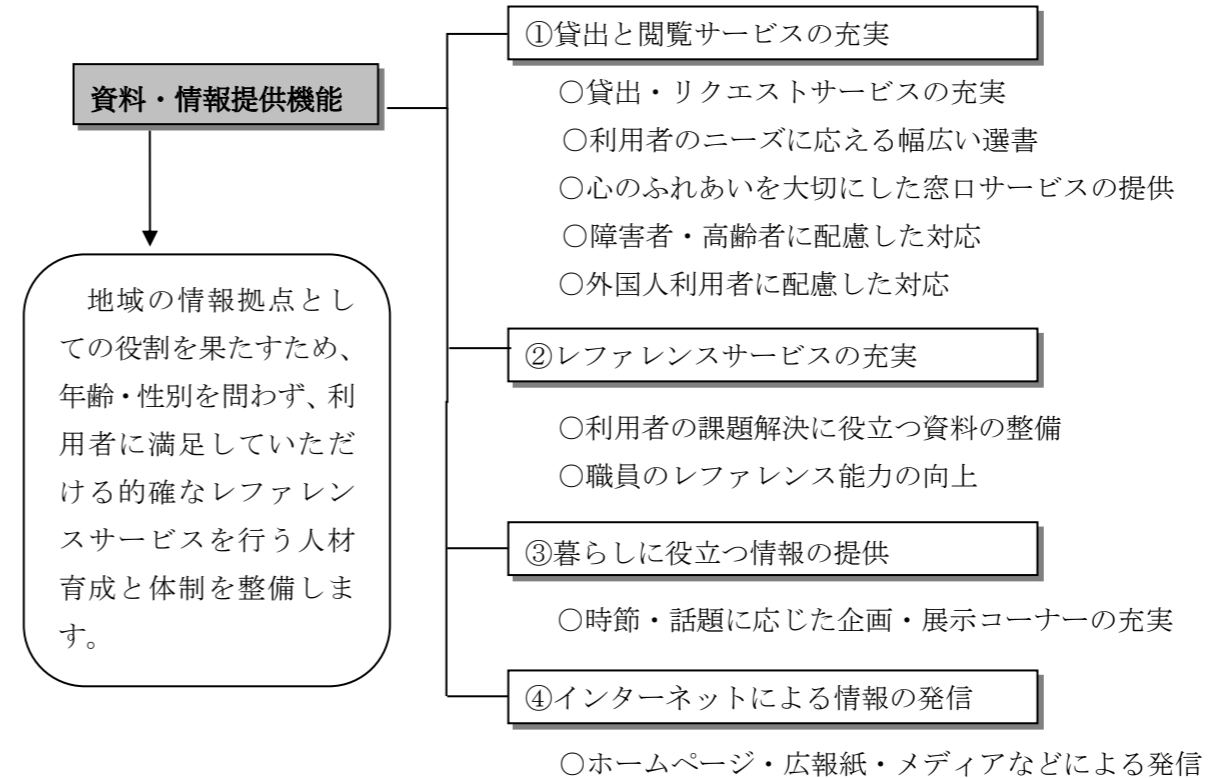 資料・情報提供機能
地域の情報拠点とし
ての役割を果たすため、
年齢・性別を問わず、利
用者に満足していただ
ける的確なレファレン
スサービスを行う人材
育成と体制を整備しま
す。
①貸出と閲覧サービスの充実
○貸出・リクエストサービスの充実
○利用者のニーズに応える幅広い選書
○心のふれあいを大切にした窓口サービスの提供
○障害者・高齢者に配慮した対応
○外国人利用者に配慮した対応
②レファレンスサービスの充実
○利用者の課題解決に役立つ資料の整備
○職員のレファレンス能力の向上
③暮らしに役立つ情報の提供
○時節・話題に応じた企画・展示コーナーの充実
④インターネットによる情報の発信
○ホームページ・広報紙・メディアなどによる発信